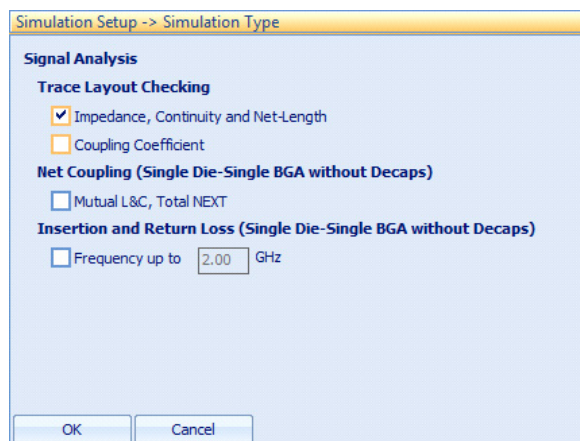 Simulation Setup -> Simulation Type
Signal Analysis
Trace Layout Checking
Impedance, Continuity and Net-Length
Coupling Coefficient
Net Coupling (Single Die-Single BGA without Decaps)
Mutual L&C, Total NEXT
Insertion and Return Loss (Single Die-Single BGA without Decaps)
Frequency up to 2.00 GHz
OK Cancel